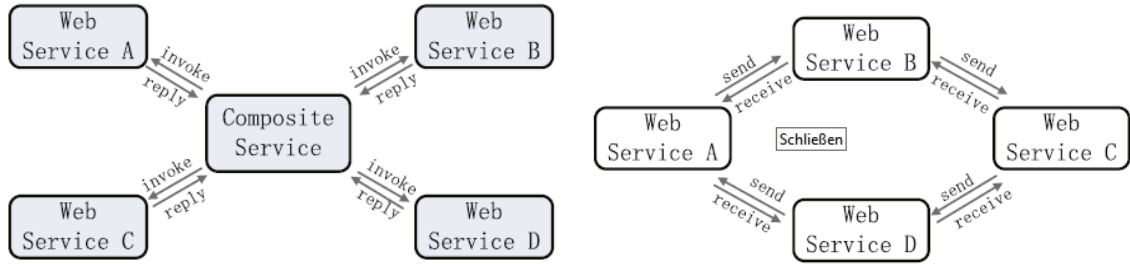 Web
Service A
invoke
reply
Web
Service B
invoke
reply
Composite
Service
Web
Service C
invoke
reply
Web
Service D
invoke
reply
Web
Service B
send
receive
send
receive
Web
Service A
Schließen
Web
Service C
send
receive
send
receive
Web
Service D